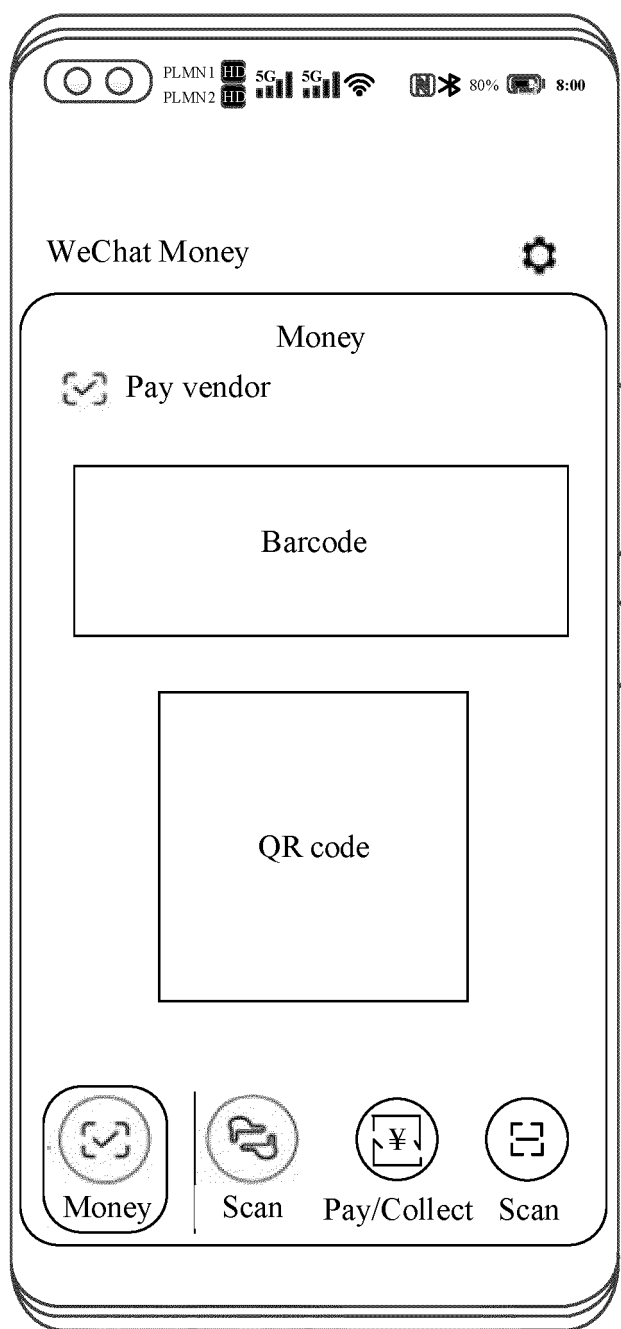 PLMN1 HD 5G 5G N 80% 8:00
PLMN2 HD
WeChat Money
Money
Pay vendor
Barcode
QR code
¥
Money Scan Pay/Collect Scan